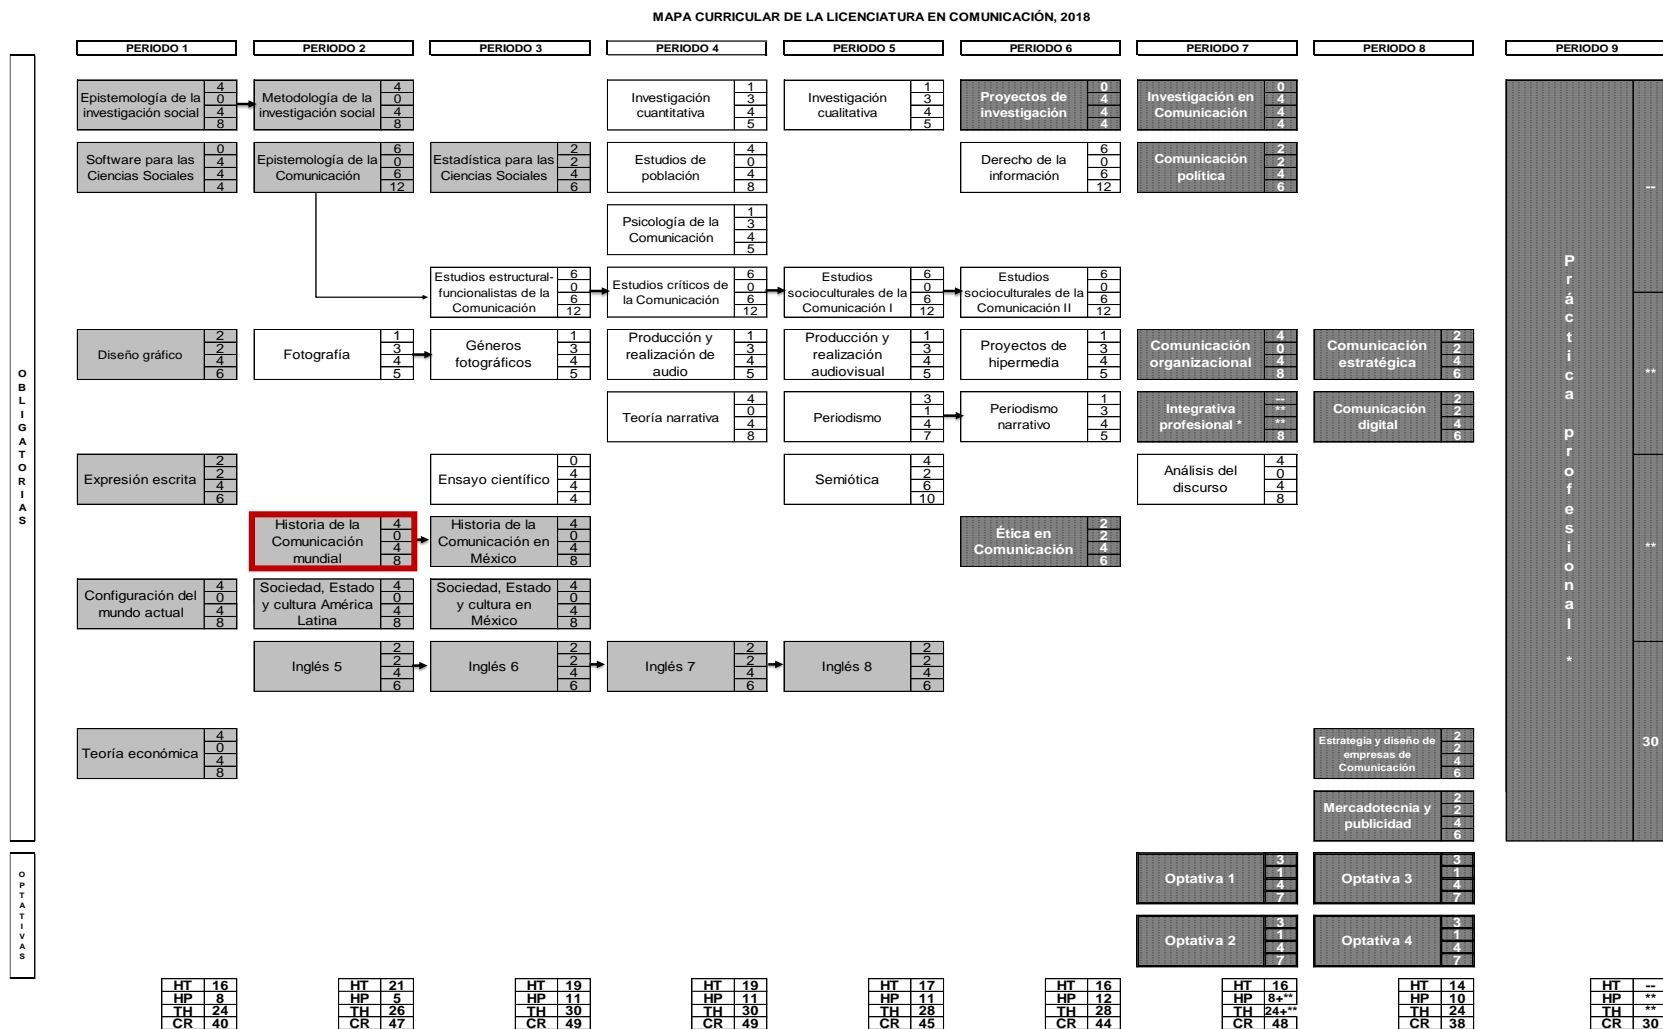 MAPA CURRICULAR DE LA LICENCIATURA EN COMUNICACIÓN, 2018
PERIODO 1
PERIODO 2
PERIODO 3
PERIODO 4
PERIODO 5
PERIODO 6
PERIODO 7
PERIODO 8
PERIODO 9
OBLIGATORIAS
Epistemología de la
investigación social
4
0
4
8
Metodología de la
investigación social
4
0
4
8
Investigación
cuantitativa
1
3
4
5
Investigación
cualitativa
1
3
4
5
Proyectos de
investigación
0
4
4
4
Investigación en
Comunicación
0
4
4
4
Software para las
Ciencias Sociales
0
4
4
4
Epistemología de la
Comunicación
6
0
6
12
Estadística para las
Ciencias Sociales
2
2
4
6
Estudios de
población
4
0
4
8
Derecho de la
información
6
0
6
12
Comunicación
política
2
2
4
6
Psicología de la
Comunicación
1
3
4
5
Estudios estructural-
funcionalistas de la
Comunicación
6
0
6
12
Estudios críticos de
la Comunicación
6
0
6
12
Estudios
socioculturales de la
Comunicación I
6
0
6
12
Estudios
socioculturales de la
Comunicación II
6
0
6
12
Diseño gráfico
2
2
4
6
Fotografía
1
3
4
5
Géneros
fotográficos
1
3
4
5
Producción y
realización de
audio
1
3
4
5
Producción y
realización
audiovisual
1
3
4
5
Proyectos de
hipermedia
1
3
4
5
Comunicación
organizacional
4
0
4
8
Comunicación
estratégica
2
2
4
6
Teoría narrativa
4
0
4
8
Periodismo
3
1
4
7
Periodismo
narrativo
1
3
4
5
Integrativa
profesional *
--
**
**
8
Comunicación
digital
2
2
4
6
Expresión escrita
2
2
4
6
Ensayo científico
0
4
4
4
Semiótica
4
2
6
10
Análisis del
discurso
4
0
4
8
Historia de la
Comunicación
mundial
4
0
4
8
Historia de la
Comunicación en
México
4
0
4
8
Ética en
Comunicación
2
2
4
6
Configuración del
mundo actual
4
0
4
8
Sociedad, Estado
y cultura América
Latina
4
0
4
8
Sociedad, Estado
y cultura en
México
4
0
4
8
Inglés 5
2
2
4
6
Inglés 6
2
2
4
6
Inglés 7
2
2
4
6
Inglés 8
2
2
4
6
Teoría económica
4
0
4
8
Estrategia y diseño de
empresas de
Comunicación
2
2
4
6
Mercadotecnia y
publicidad
2
2
4
6
Práctica profesional *
--
**
**
30
OPTATIVAS
Optativa 1
3
1
4
7
Optativa 3
3
1
4
7
Optativa 2
3
1
4
7
Optativa 4
3
1
4
7
HT 16
HP 8
TH 24
CR 40
HT 21
HP 5
TH 26
CR 47
HT 19
HP 11
TH 30
CR 49
HT 19
HP 11
TH 30
CR 49
HT 17
HP 11
TH 28
CR 45
HT 16
HP 12
TH 28
CR 44
HT 16
HP 8+**
TH 24+**
CR 48
HT 14
HP 10
TH 24
CR 38
HT --
HP **
TH **
CR 30